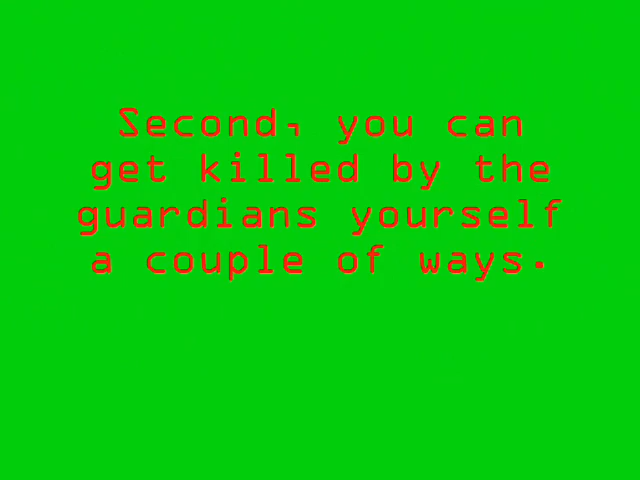 Second, you can
get killed by the
guardians yourself
a couple of ways.